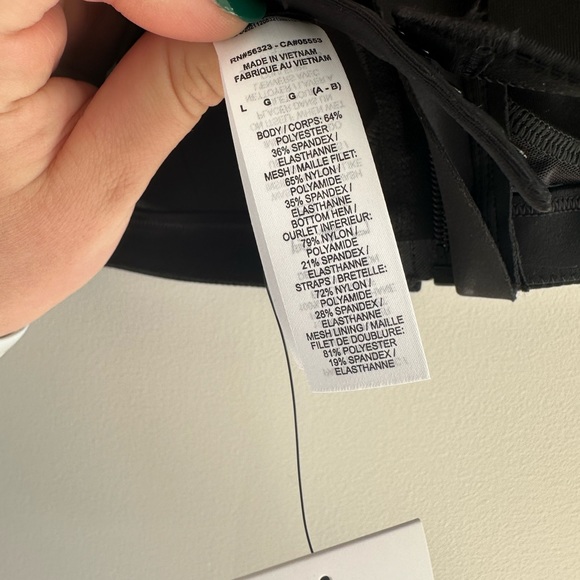 RN#56323 - CA#05553
MADE IN VIETNAM
FABRIQUE AU VIETNAM
L G G (A - B)
BODY / CORPS: 64%
POLYESTER
36% SPANDEX /
ELASTHANNE
MESH / MAILLE FILET:
65% NYLON /
POLYAMIDE
35% SPANDEX /
ELASTHANNE
BOTTOM HEM /
OURLET INFERIEUR:
79% NYLON /
POLYAMIDE
21% SPANDEX /
ELASTHANNE
STRAPS / BRETELLE:
72% NYLON /
POLYAMIDE
28% SPANDEX /
ELASTHANNE
MESH LINING / MAILLE
FILET DE DOUBLURE:
81% POLYESTER
19% SPANDEX /
ELASTHANNE